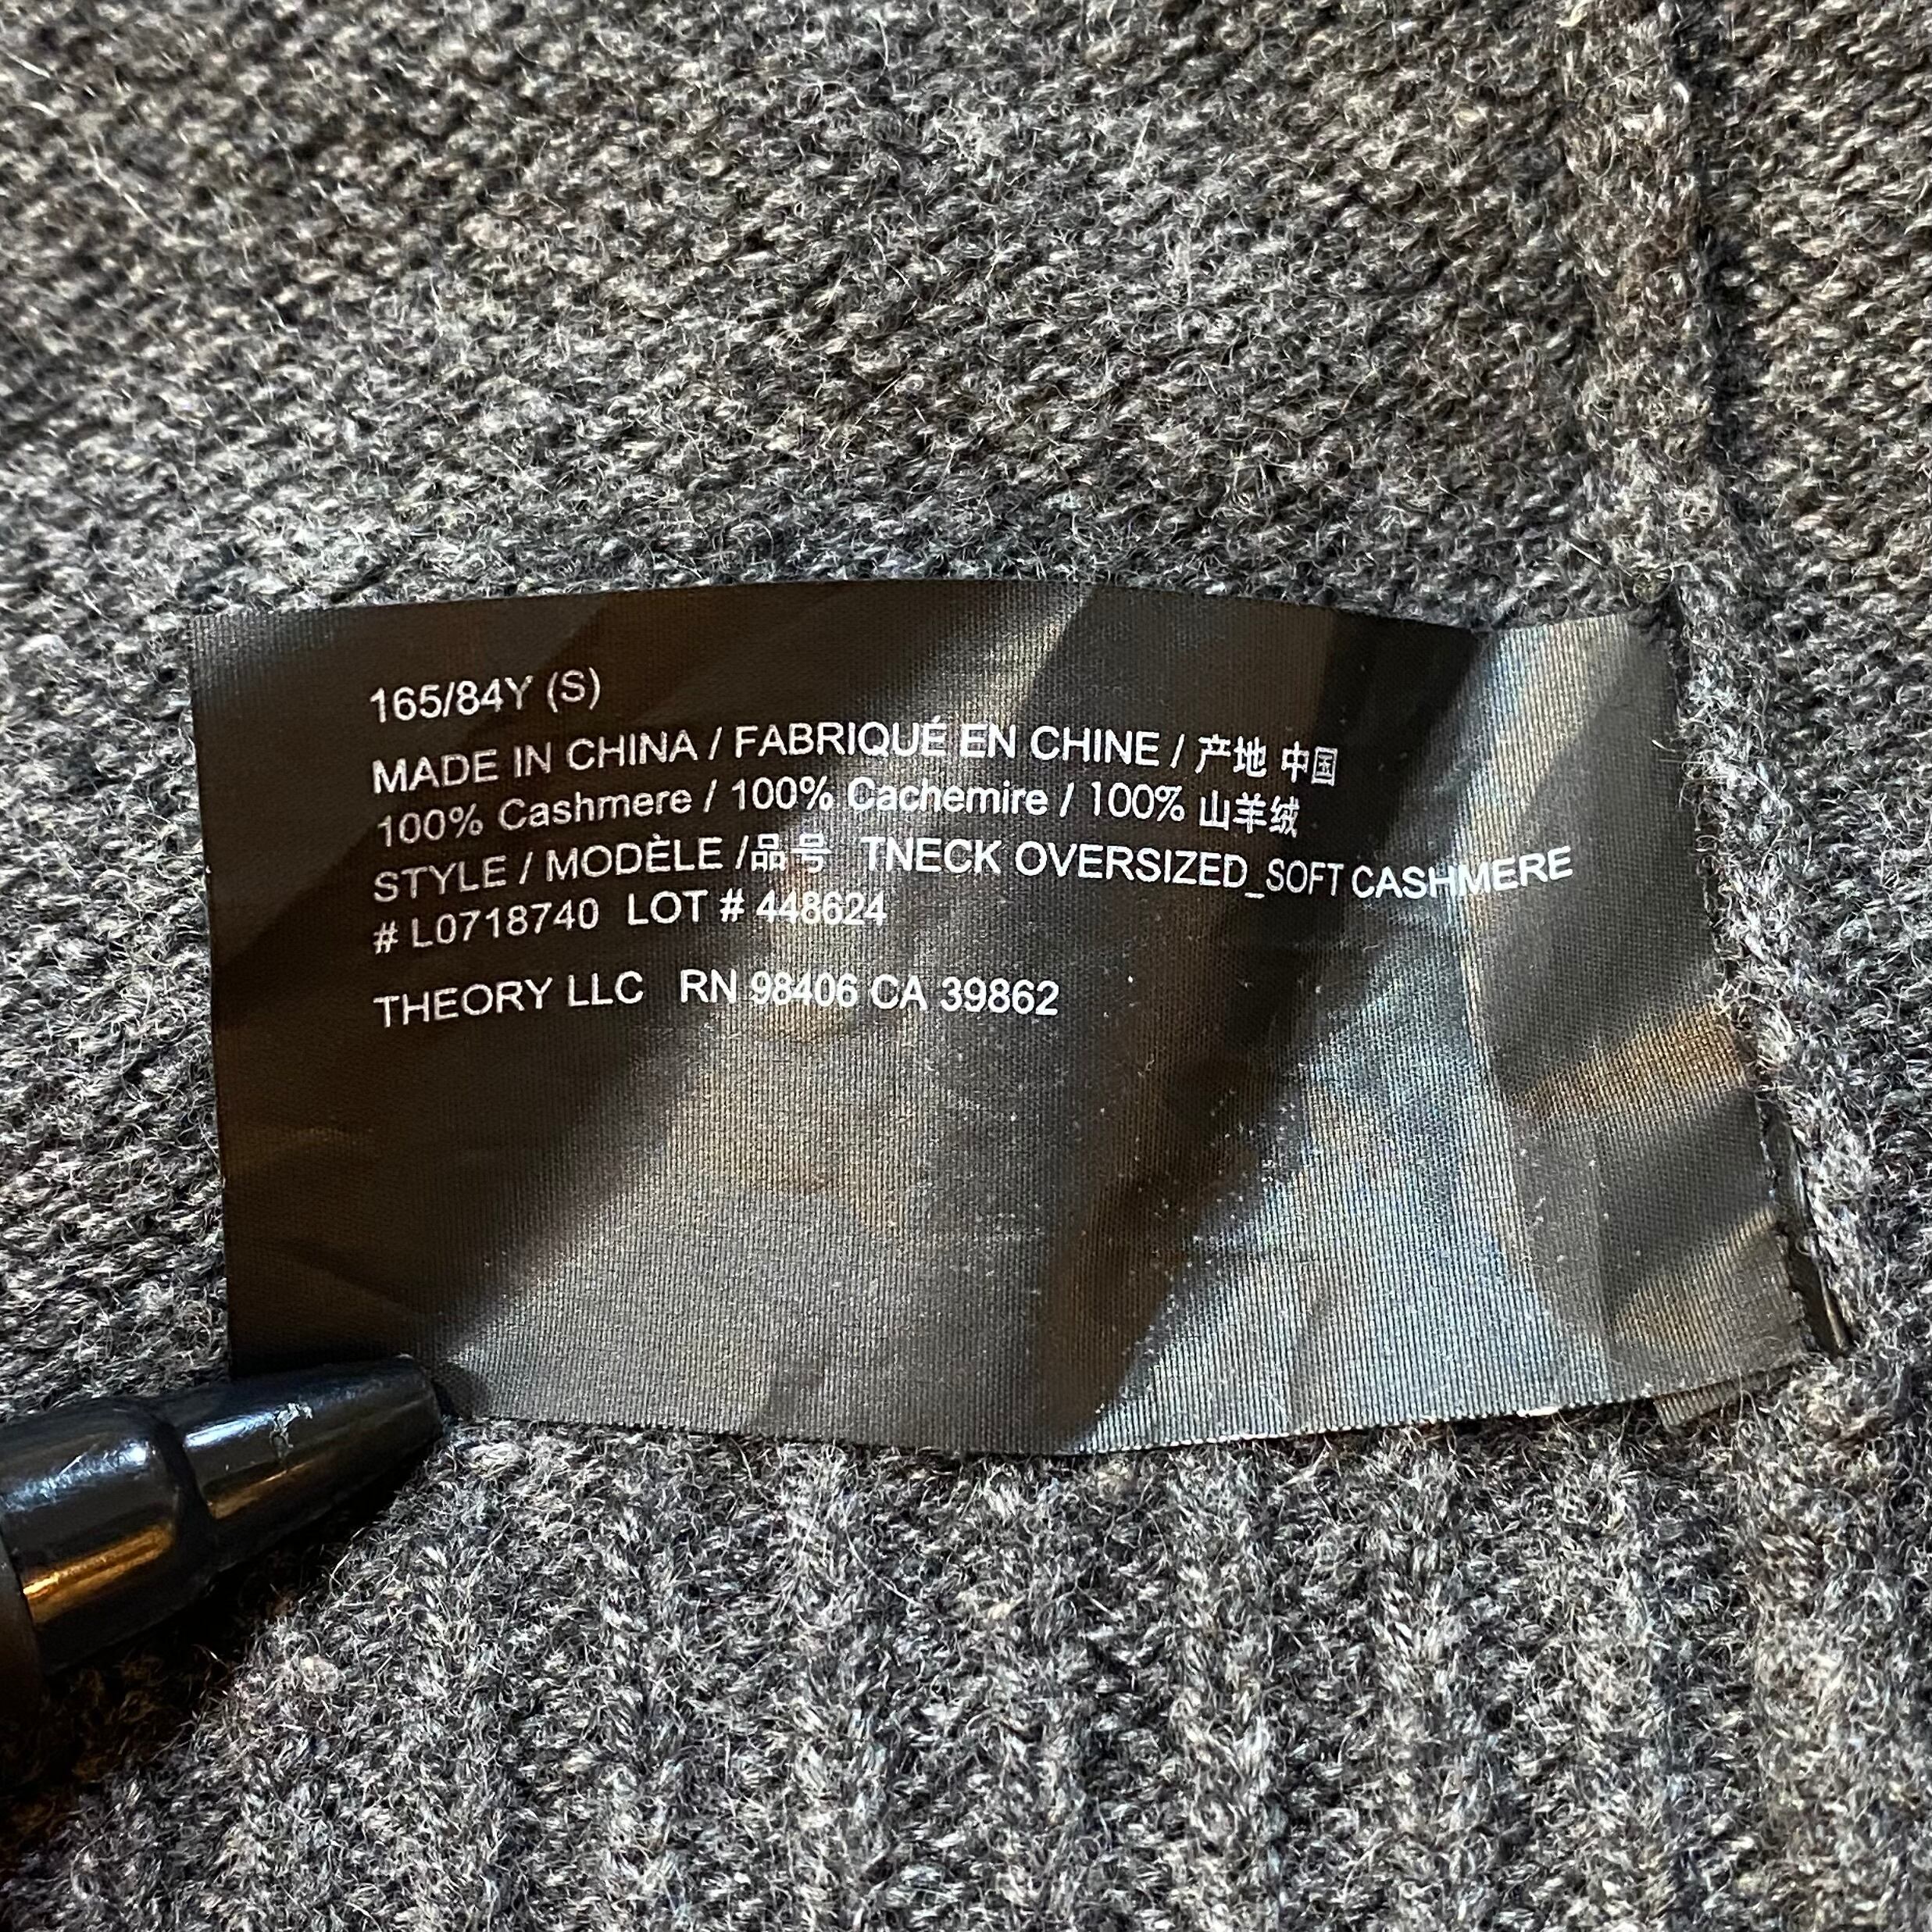 165/84Y (S)
MADE IN CHINA / FABRIQUÉ EN CHINE / 产地 中国
100% Cashmere / 100% Cachemire / 100% 山羊绒
STYLE / MODÈLE /品号 TNECK OVERSIZED_SOFT CASHMERE
# L0718740 LOT # 448624
THEORY LLC RN 98406 CA 39862